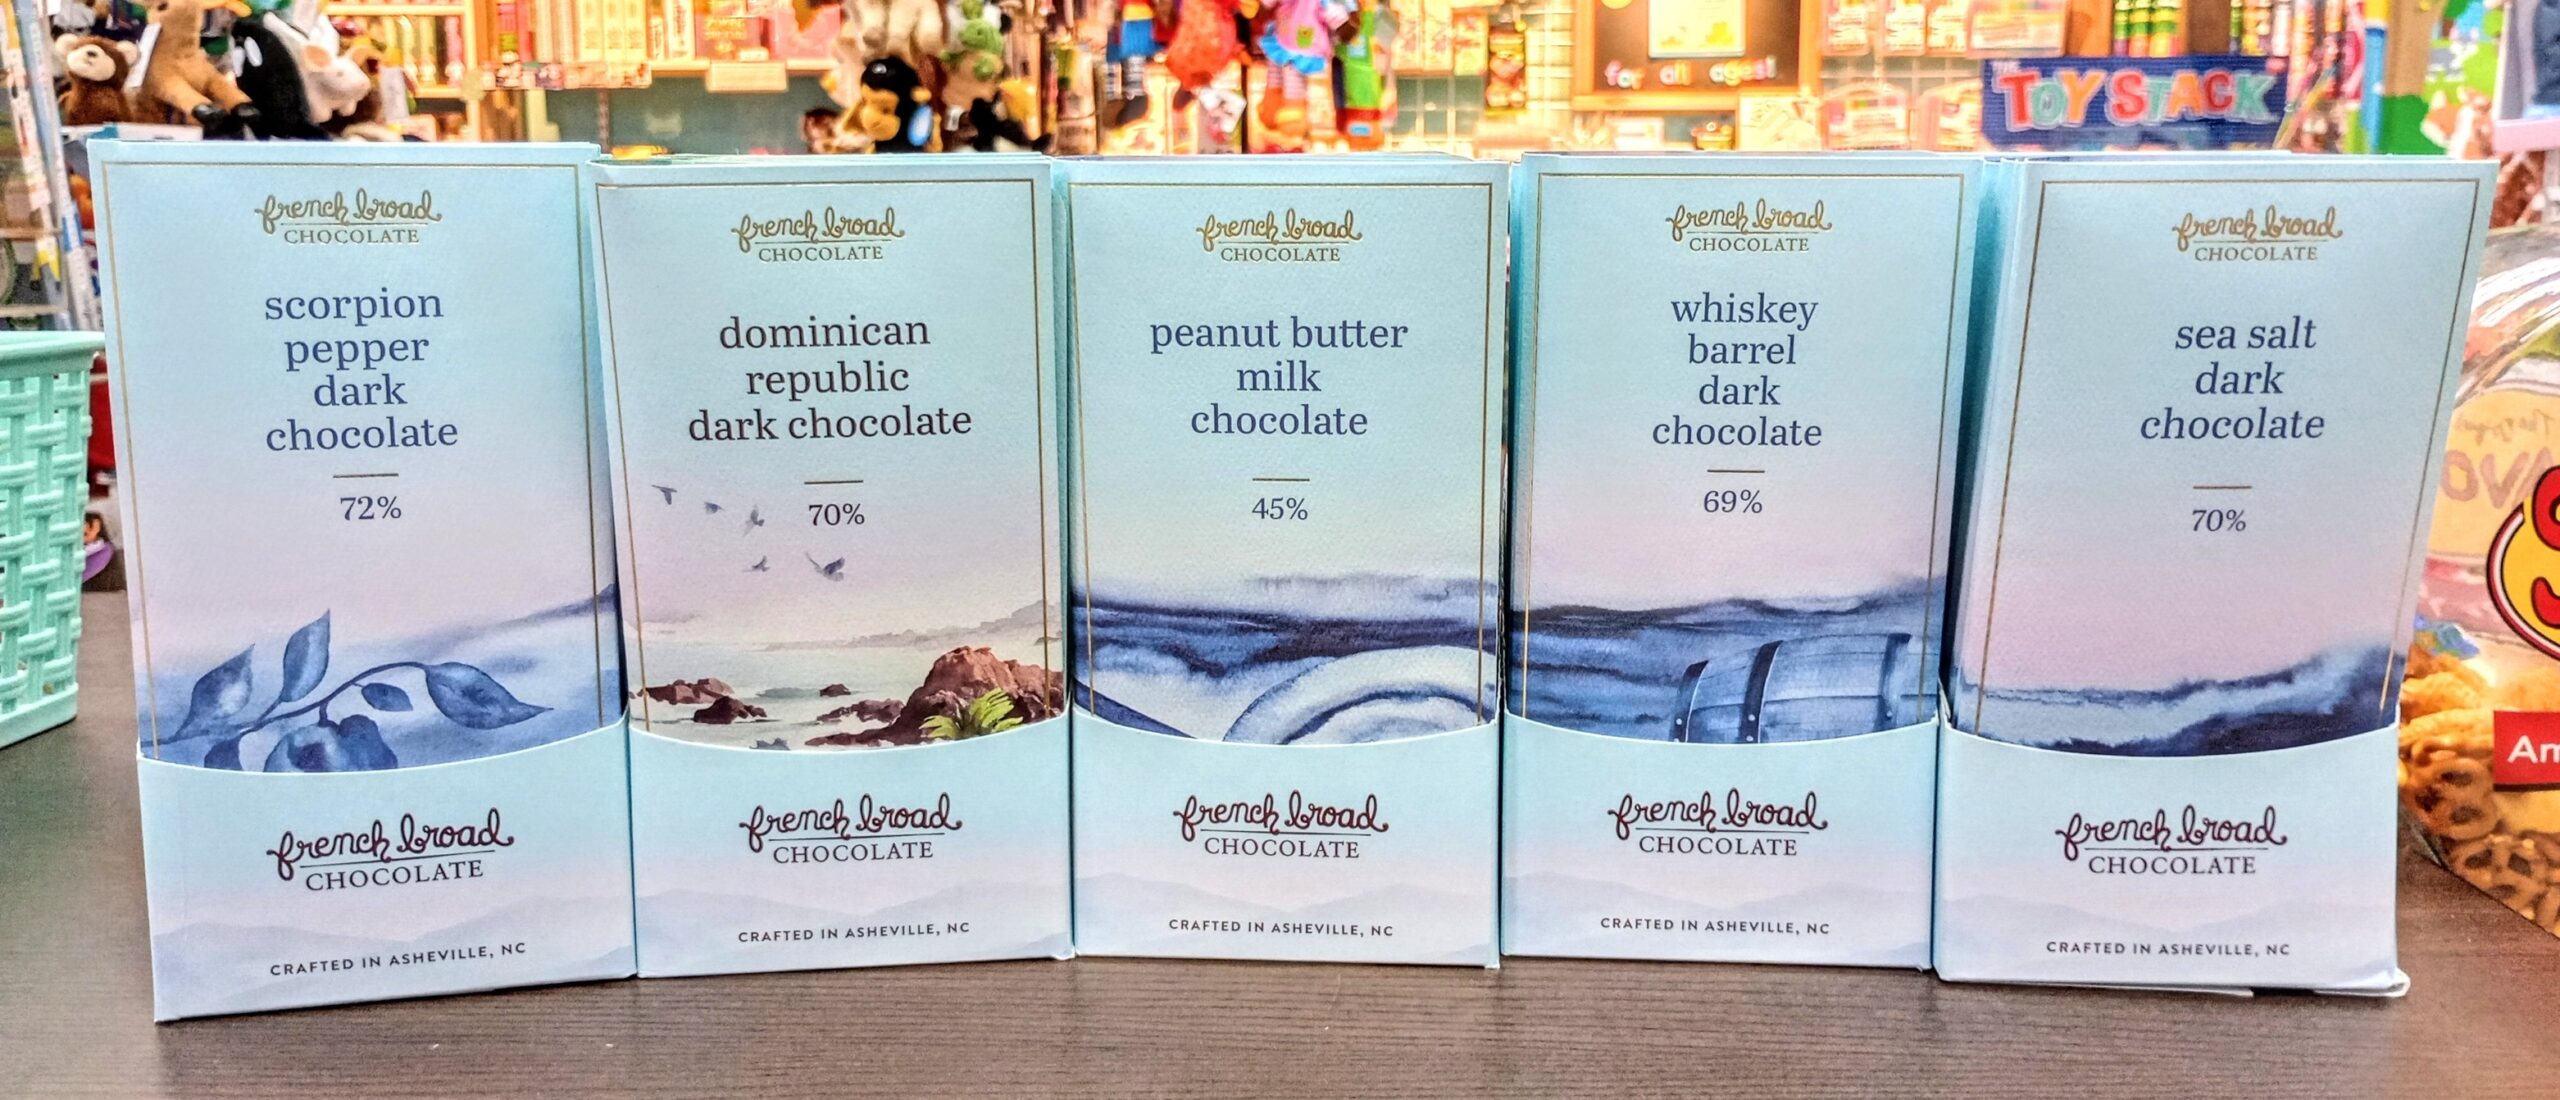 for all ages!
THE
TOY STACK
french broad
CHOCOLATE
scorpion
pepper
dark
chocolate
72%
french broad
CHOCOLATE
CRAFTED IN ASHEVILLE, NC
french broad
CHOCOLATE
dominican
republic
dark chocolate
70%
french broad
CHOCOLATE
CRAFTED IN ASHEVILLE, NC
french broad
CHOCOLATE
peanut butter
milk
chocolate
45%
french broad
CHOCOLATE
CRAFTED IN ASHEVILLE, NC
french broad
CHOCOLATE
whiskey
barrel
dark
chocolate
69%
french broad
CHOCOLATE
CRAFTED IN ASHEVILLE, NC
french broad
CHOCOLATE
sea salt
dark
chocolate
70%
french broad
CHOCOLATE
CRAFTED IN ASHEVILLE, NC